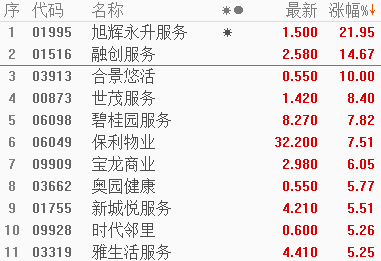 序 代码 名称 最新 涨幅%↓
1 01995 旭辉永升服务 1.500 21.95
2 01516 融创服务 2.580 14.67
3 03913 合景悠活 0.550 10.00
4 00873 世茂服务 1.420 8.40
5 06098 碧桂园服务 8.270 7.82
6 06049 保利物业 32.200 7.51
7 09909 宝龙商业 2.980 6.05
8 03662 奥园健康 0.550 5.77
9 01755 新城悦服务 4.210 5.51
10 09928 时代邻里 0.600 5.26
11 03319 雅生活服务 4.410 5.25